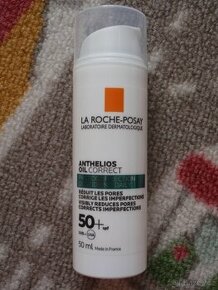 LA ROCHE-POSAY
LABORATOIRE DERMATOLOGIQUE
ANTHELIOS
OIL CORRECT
RÉDUIT LES PORES
CORRIGE LES IMPERFECTIONS
VISIBLY REDUCES PORES
CORRECTS IMPERFECTIONS
50+ SPF
50 ml
Made in France